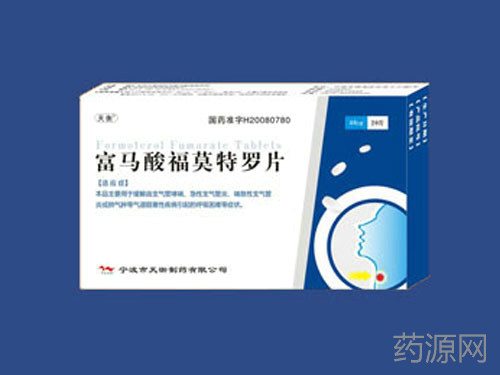 天衡
国药准字H20080780
Formoterol Fumarate Tablets
富马酸福莫特罗片
【适应症】
本品主要用于缓解由支气管哮喘、急性支气管炎、喘息性支气管
炎或肺气肿等气道阻塞性疾病引起的呼吸困难等症状。
宁波市天衡制药有限公司
药源网